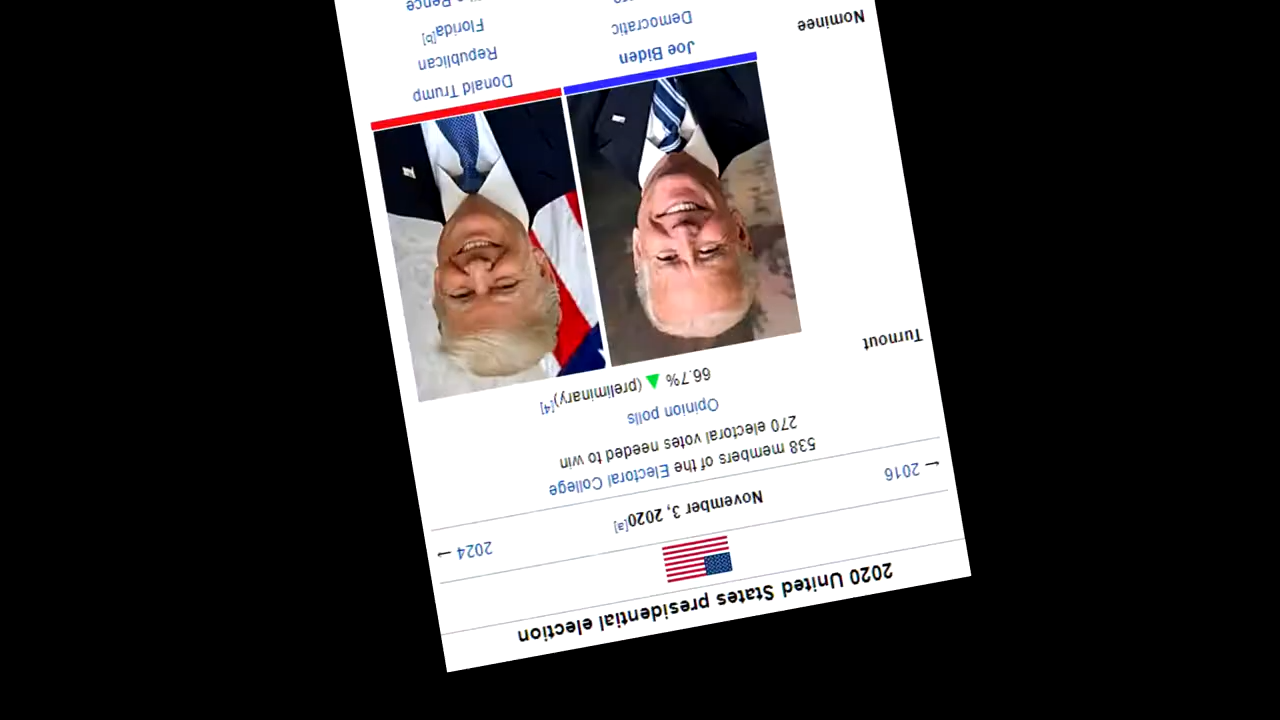 2020 United States presidential election
← 2016 November 3, 2020[a] 2024 →
538 members of the Electoral College
270 electoral votes needed to win
Opinion polls
Turnout 66.7% ▲ (preliminary)[4]
Nominee Joe Biden Donald Trump
Democratic Republican
Florida[b]